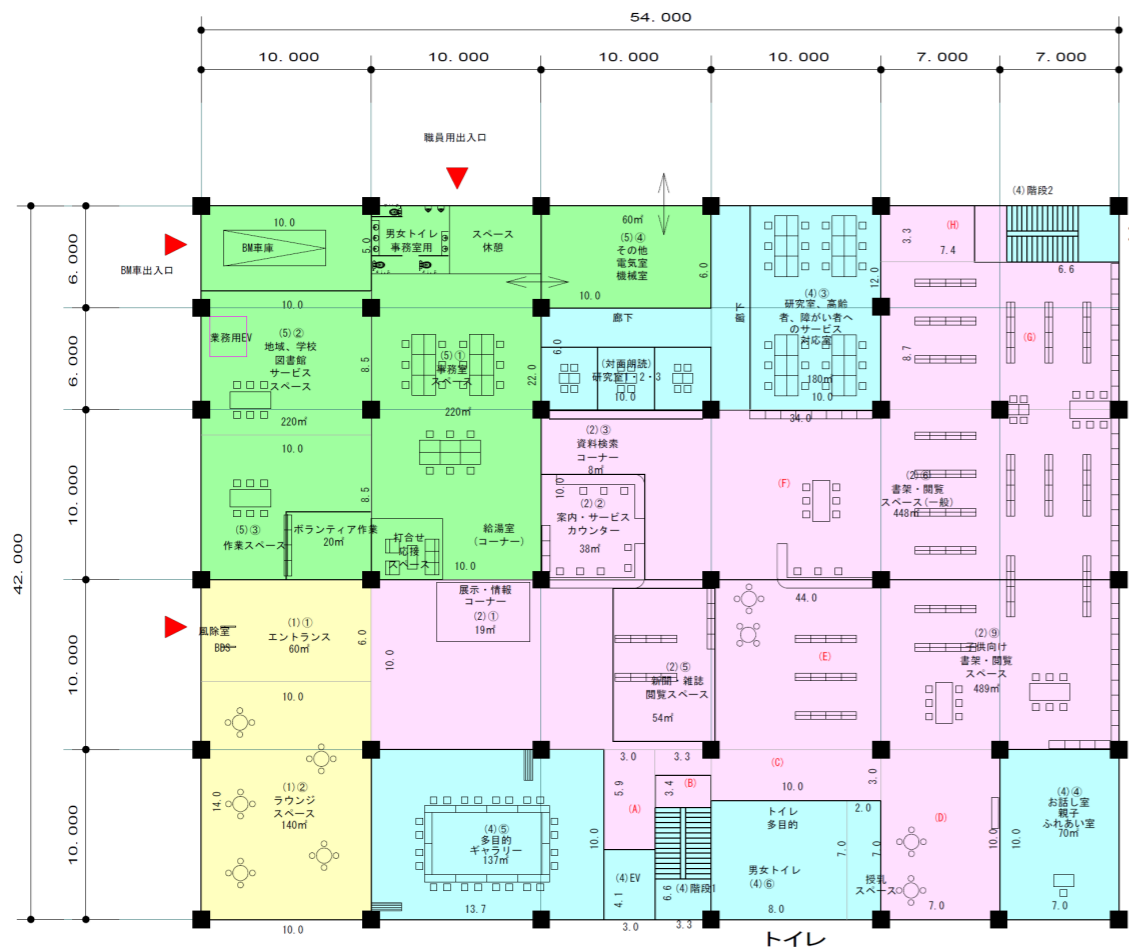 54.000
10.000
10.000
10.000
10.000
7.000
7.000
職員用出入口
(4)階段2
42.000
6.000
6.000
10.000
10.000
10.000
BM車出入口
10.0
BM車庫
5.0
男女トイレ
事務室用
スペース
休憩
60㎡
(5)④
その他
電気室
機械室
6.0
10.0
12.0
(4)③
研究室、高齢
者、障がい者へ
のサービス
対応室
180㎡
10.0
廊下
廊下
3.3
(H)
7.4
6.6
10.0
業務用EV
(5)②
地域、学校
図書館
サービス
スペース
220㎡
8.5
(5)①
事務室
スペース
220㎡
22.0
6.0
(対面朗読)
研究室1・2・3
10.0
8.7
(G)
34.0
10.0
8.5
(5)③
作業スペース
ボランティア作業
20㎡
打合せ
応接
スペース
給湯室
(コーナー)
10.0
(2)③
資料検索
コーナー
8㎡
10.0
(2)②
案内・サービス
カウンター
38㎡
(F)
(2)⑥
書架・閲覧
スペース(一般)
448㎡
44.0
風除室
BDS
(1)①
エントランス
60㎡
6.0
10.0
10.0
展示・情報
コーナー
(2)①
19㎡
(2)⑤
新聞・雑誌
閲覧スペース
54㎡
(E)
(2)⑨
子供向け
書架・閲覧
スペース
489㎡
(1)②
ラウンジ
スペース
140㎡
14.0
10.0
(4)⑤
多目的
ギャラリー
137㎡
13.7
10.0
3.0
5.9
(A)
3.3
3.4
(B)
(4)EV
4.1
3.0
6.6
(4)階段1
3.3
(C)
10.0
3.0
トイレ
多目的
2.0
7.0
7.0
男女トイレ
(4)⑥
8.0
授乳
スペース
(D)
10.0
7.0
10.0
(4)④
お話し室
親子
ふれあい室
70㎡
7.0
トイレ